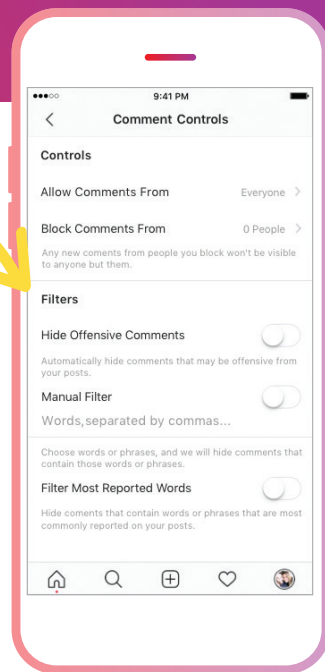 9:41 PM
Comment Controls
Controls
Allow Comments From Everyone
Block Comments From 0 People
Any new coments from people you block won't be visible
to anyone but them.
Filters
Hide Offensive Comments
Automatically hide comments that may be offensive from
your posts.
Manual Filter
Words,separated by commas...
Choose words or phrases, and we will hide comments that
contain those words or phrases.
Filter Most Reported Words
Hide coments that contain words or phrases that are most
commonly reported on your posts.